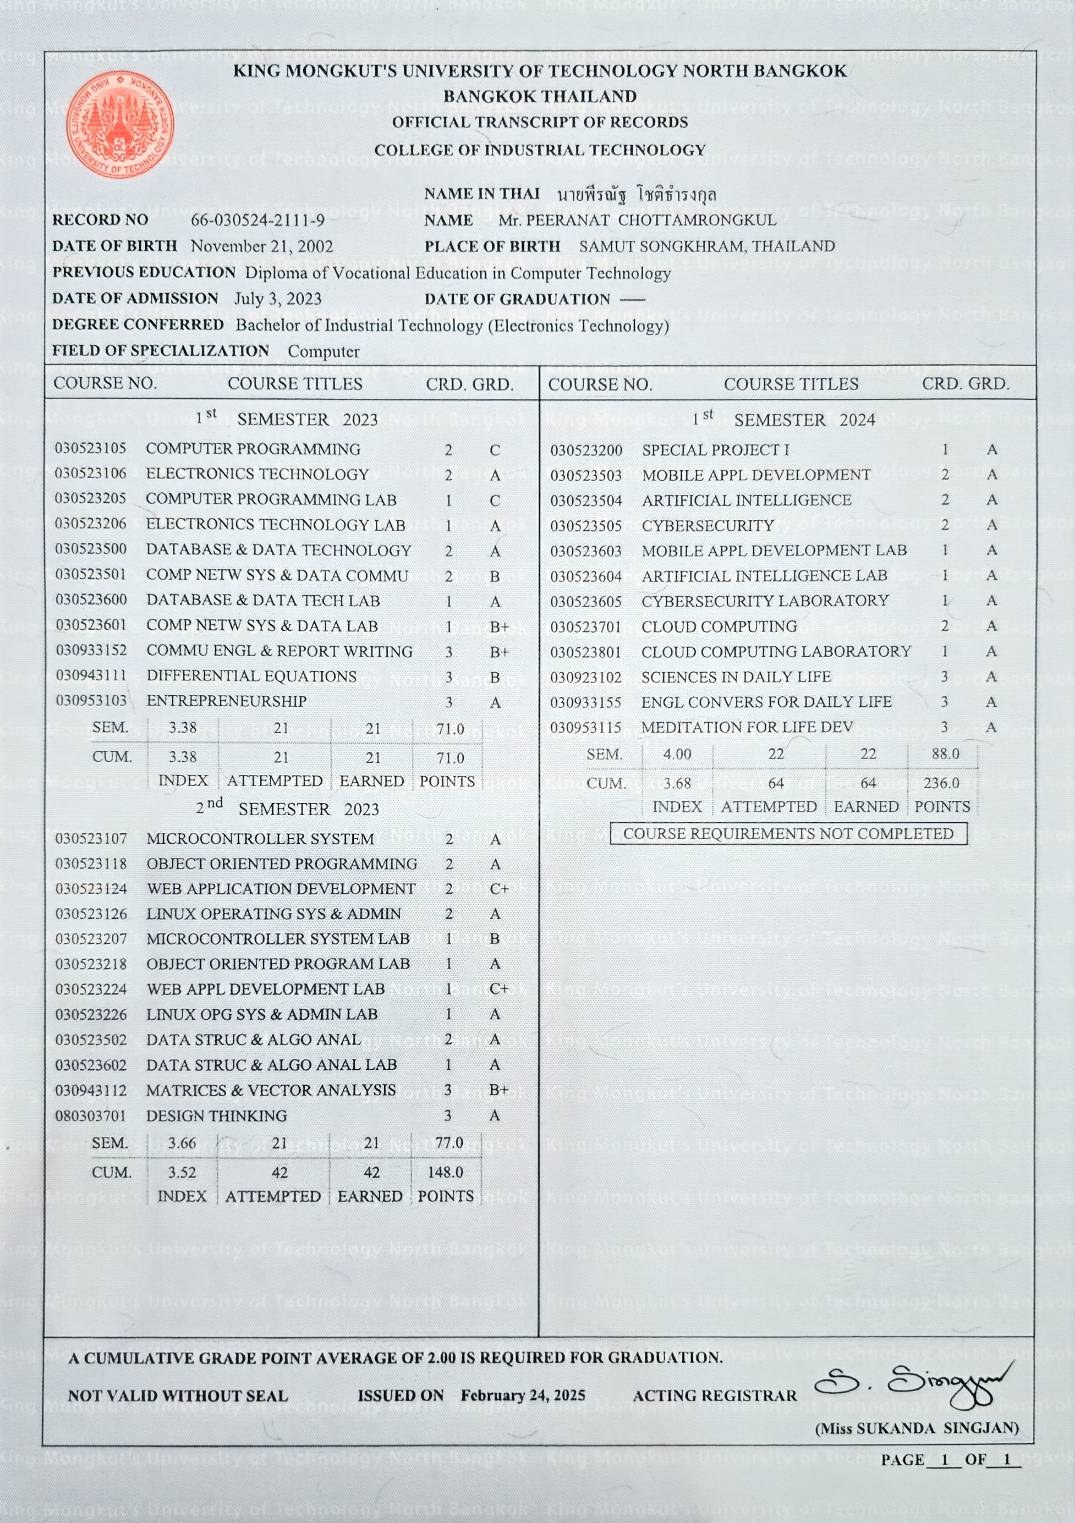 KING MONGKUT'S UNIVERSITY OF TECHNOLOGY NORTH BANGKOK
BANGKOK THAILAND
OFFICIAL TRANSCRIPT OF RECORDS
COLLEGE OF INDUSTRIAL TECHNOLOGY
NAME IN THAI นายพีรณัฐ โชติธำรงกุล
RECORD NO 66-030524-2111-9 NAME Mr. PEERANAT CHOTTAMRONGKUL
DATE OF BIRTH November 21, 2002 PLACE OF BIRTH SAMUT SONGKHRAM, THAILAND
PREVIOUS EDUCATION Diploma of Vocational Education in Computer Technology
DATE OF ADMISSION July 3, 2023 DATE OF GRADUATION —
DEGREE CONFERRED Bachelor of Industrial Technology (Electronics Technology)
FIELD OF SPECIALIZATION Computer
COURSE NO. COURSE TITLES CRD. GRD.
1st SEMESTER 2023
030523105 COMPUTER PROGRAMMING 2 C
030523106 ELECTRONICS TECHNOLOGY 2 A
030523205 COMPUTER PROGRAMMING LAB 1 C
030523206 ELECTRONICS TECHNOLOGY LAB 1 A
030523500 DATABASE & DATA TECHNOLOGY 2 A
030523501 COMP NETW SYS & DATA COMMU 2 B
030523600 DATABASE & DATA TECH LAB 1 A
030523601 COMP NETW SYS & DATA LAB 1 B+
030933152 COMMU ENGL & REPORT WRITING 3 B+
030943111 DIFFERENTIAL EQUATIONS 3 B
030953103 ENTREPRENEURSHIP 3 A
SEM. 3.38 21 21 71.0
CUM. 3.38 21 21 71.0
INDEX ATTEMPTED EARNED POINTS
2nd SEMESTER 2023
030523107 MICROCONTROLLER SYSTEM 2 A
030523118 OBJECT ORIENTED PROGRAMMING 2 A
030523124 WEB APPLICATION DEVELOPMENT 2 C+
030523126 LINUX OPERATING SYS & ADMIN 2 A
030523207 MICROCONTROLLER SYSTEM LAB 1 B
030523218 OBJECT ORIENTED PROGRAM LAB 1 A
030523224 WEB APPL DEVELOPMENT LAB 1 C+
030523226 LINUX OPG SYS & ADMIN LAB 1 A
030523502 DATA STRUC & ALGO ANAL 2 A
030523602 DATA STRUC & ALGO ANAL LAB 1 A
030943112 MATRICES & VECTOR ANALYSIS 3 B+
080303701 DESIGN THINKING 3 A
SEM. 3.66 21 21 77.0
CUM. 3.52 42 42 148.0
INDEX ATTEMPTED EARNED POINTS
COURSE NO. COURSE TITLES CRD. GRD.
1st SEMESTER 2024
030523200 SPECIAL PROJECT I 1 A
030523503 MOBILE APPL DEVELOPMENT 2 A
030523504 ARTIFICIAL INTELLIGENCE 2 A
030523505 CYBERSECURITY 2 A
030523603 MOBILE APPL DEVELOPMENT LAB 1 A
030523604 ARTIFICIAL INTELLIGENCE LAB 1 A
030523605 CYBERSECURITY LABORATORY 1 A
030523701 CLOUD COMPUTING 2 A
030523801 CLOUD COMPUTING LABORATORY 1 A
030923102 SCIENCES IN DAILY LIFE 3 A
030933155 ENGL CONVERS FOR DAILY LIFE 3 A
030953115 MEDITATION FOR LIFE DEV 3 A
SEM. 4.00 22 22 88.0
CUM. 3.68 64 64 236.0
INDEX ATTEMPTED EARNED POINTS
COURSE REQUIREMENTS NOT COMPLETED
A CUMULATIVE GRADE POINT AVERAGE OF 2.00 IS REQUIRED FOR GRADUATION.
NOT VALID WITHOUT SEAL ISSUED ON February 24, 2025 ACTING REGISTRAR S. Singjan
(Miss SUKANDA SINGJAN)
PAGE 1 OF 1